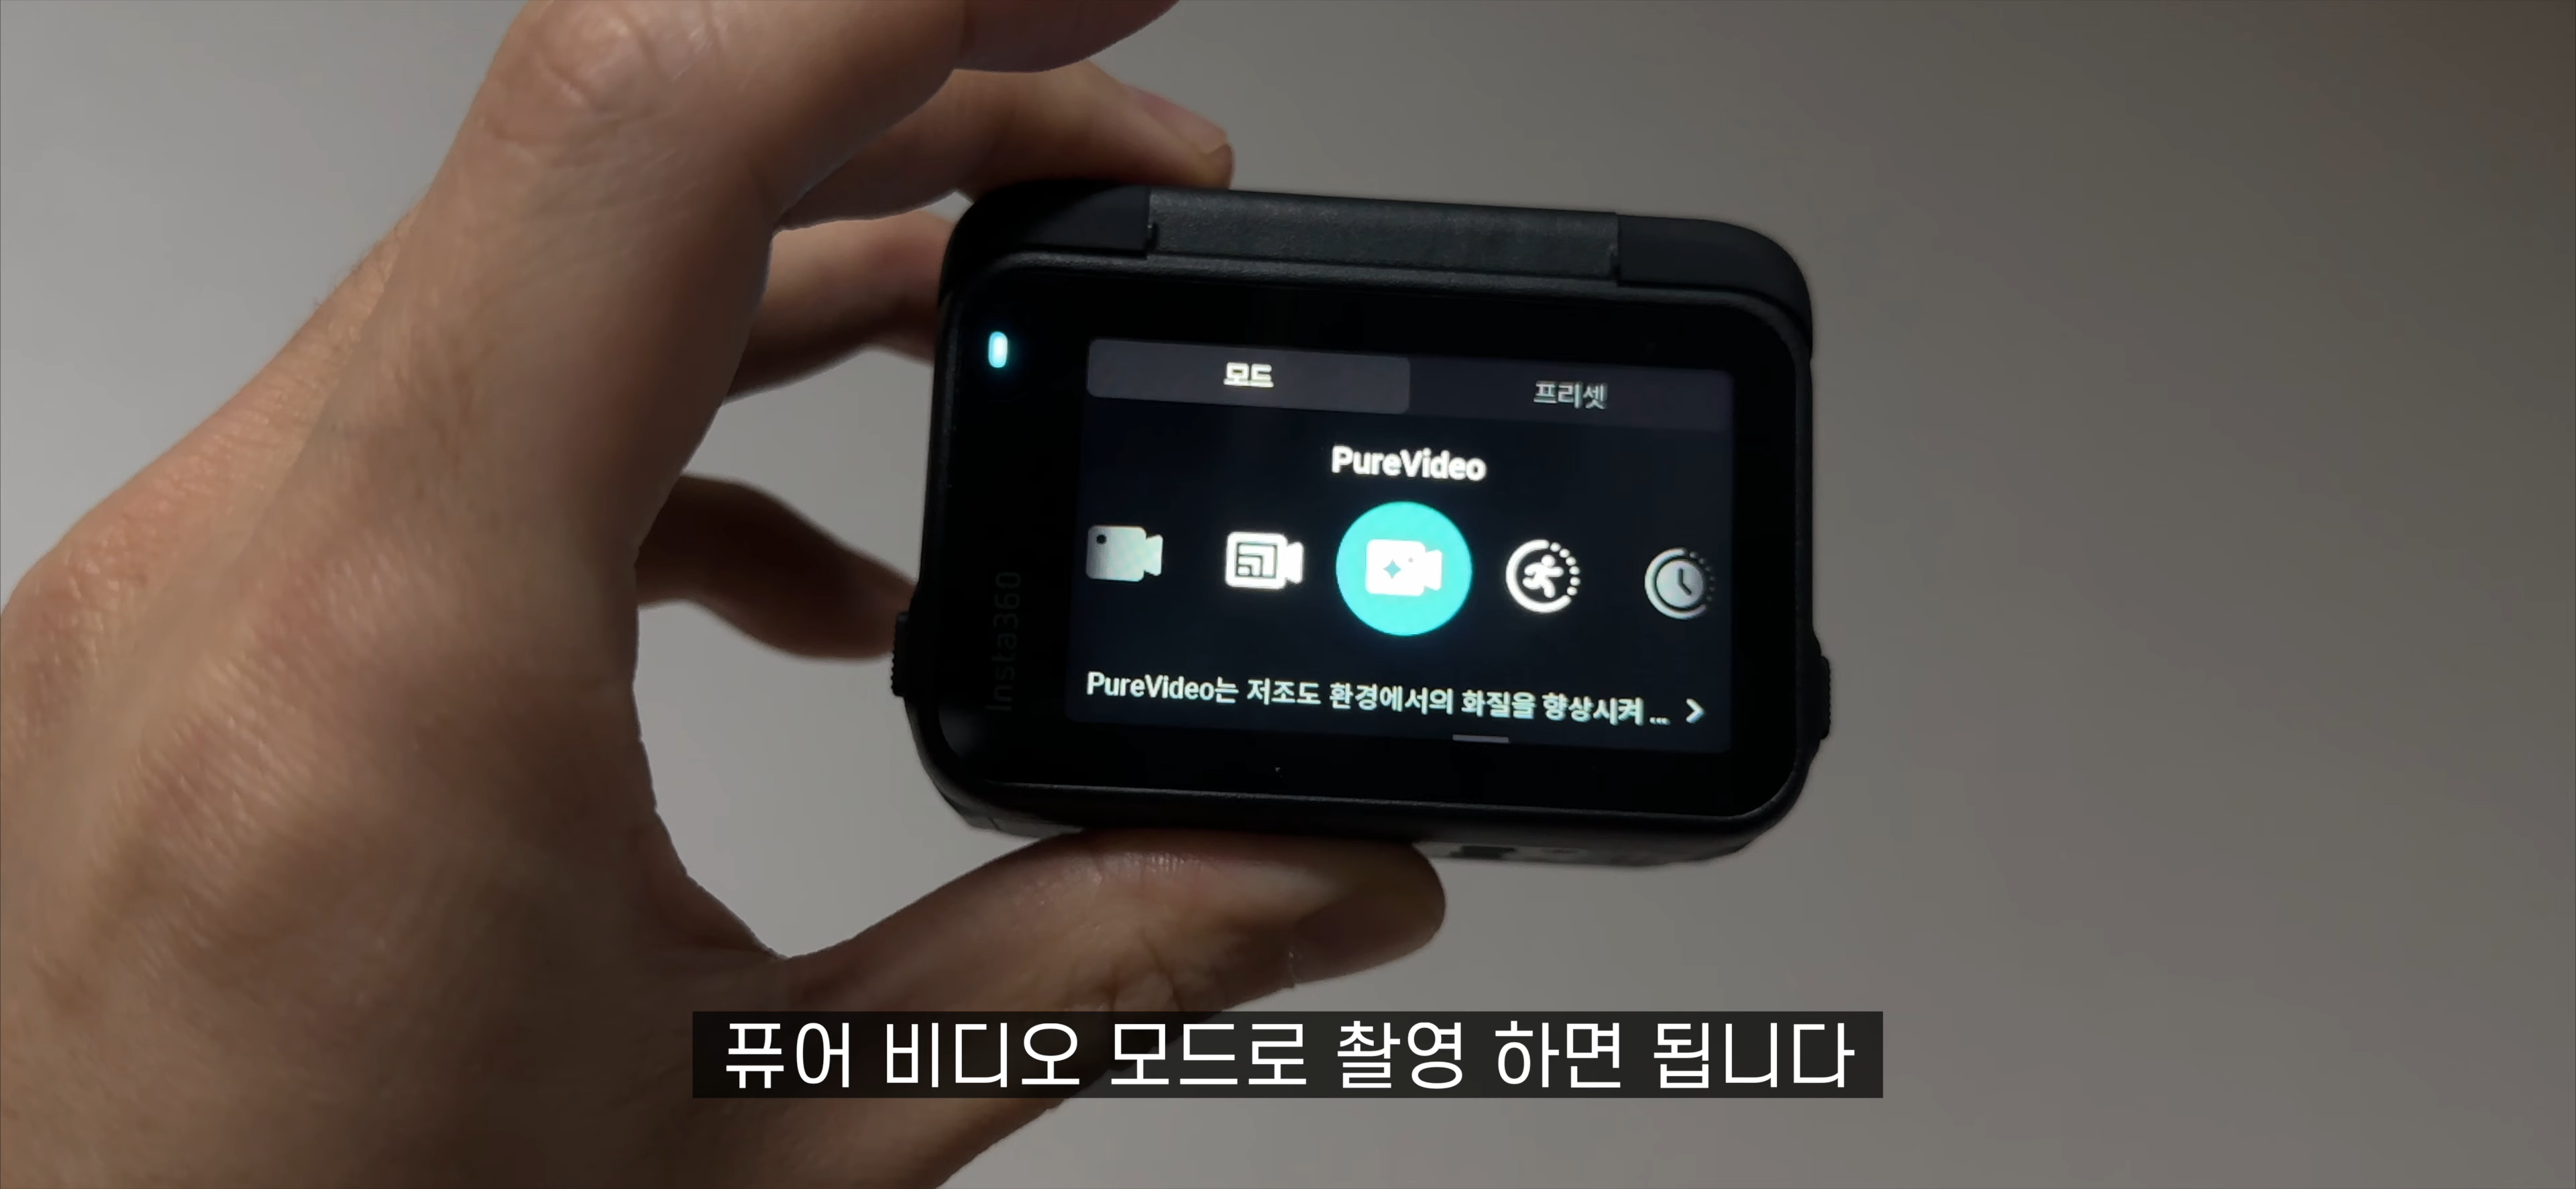 모드
프리셋
PureVideo
PureVideo는 저조도 환경에서의 화질을 향상시켜 ...
Insta360
퓨어 비디오 모드로 촬영 하면 됩니다